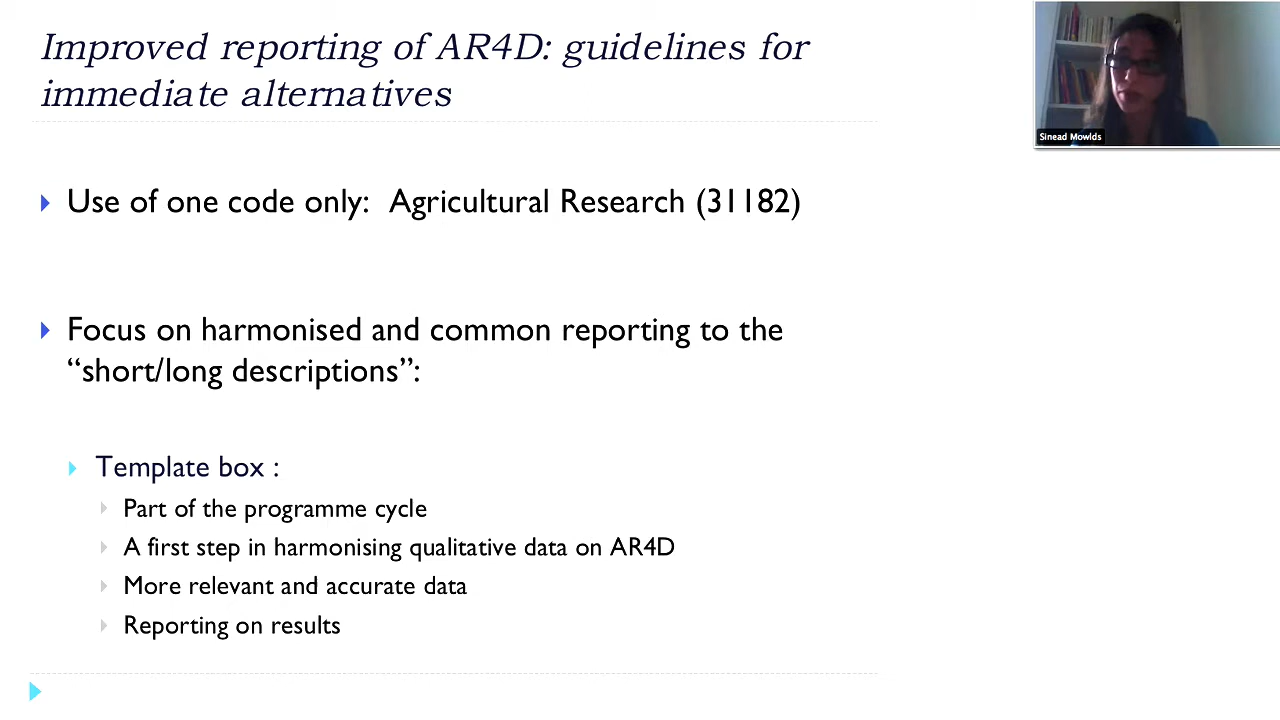 Improved reporting of AR4D: guidelines for
immediate alternatives
Sinead Mowlds
Use of one code only: Agricultural Research (31182)
Focus on harmonised and common reporting to the
“short/long descriptions”:
Template box :
Part of the programme cycle
A first step in harmonising qualitative data on AR4D
More relevant and accurate data
Reporting on results